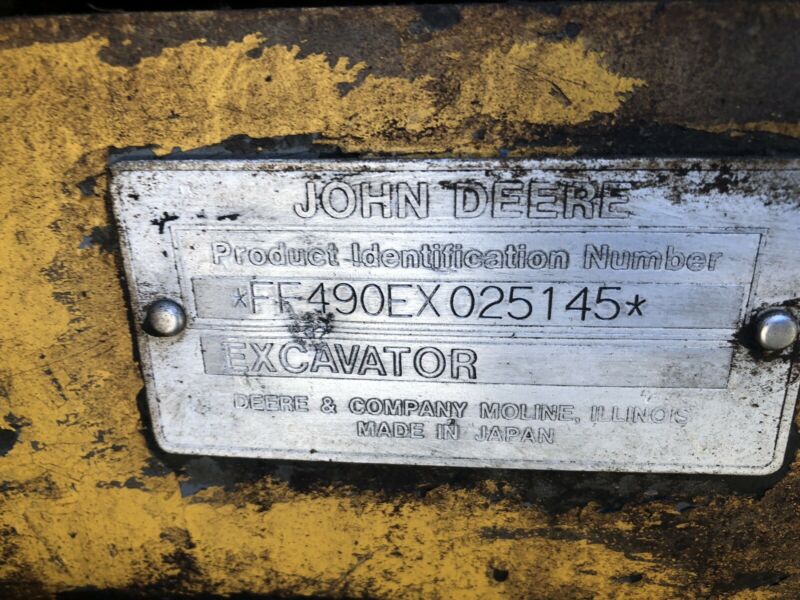 JOHN DEERE
Product Identification Number
*FF490EX025145*
EXCAVATOR
DEERE & COMPANY MOLINE, ILLINOIS
MADE IN JAPAN